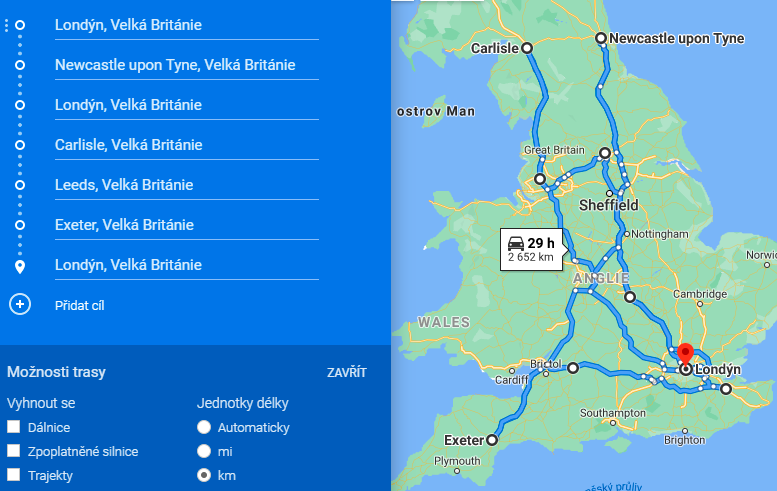 Londýn, Velká Británie
Newcastle upon Tyne, Velká Británie
Londýn, Velká Británie
Carlisle, Velká Británie
Leeds, Velká Británie
Exeter, Velká Británie
Londýn, Velká Británie
Přidat cíl
Možnosti trasy
ZAVŘÍT
Vyhnout se
Jednotky délky
Dálnice
Automaticky
Zpoplatněné silnice
mi
Trajekty
km
Carlisle
Newcastle upon Tyne
ostrov Man
Great Britain
Sheffield
Nottingham
29 h
2 652 km
ANGLIE
Norwic
Cambridge
WALES
Bristol
Cardiff
Londýn
Southampton
Brighton
Exeter
Plymouth